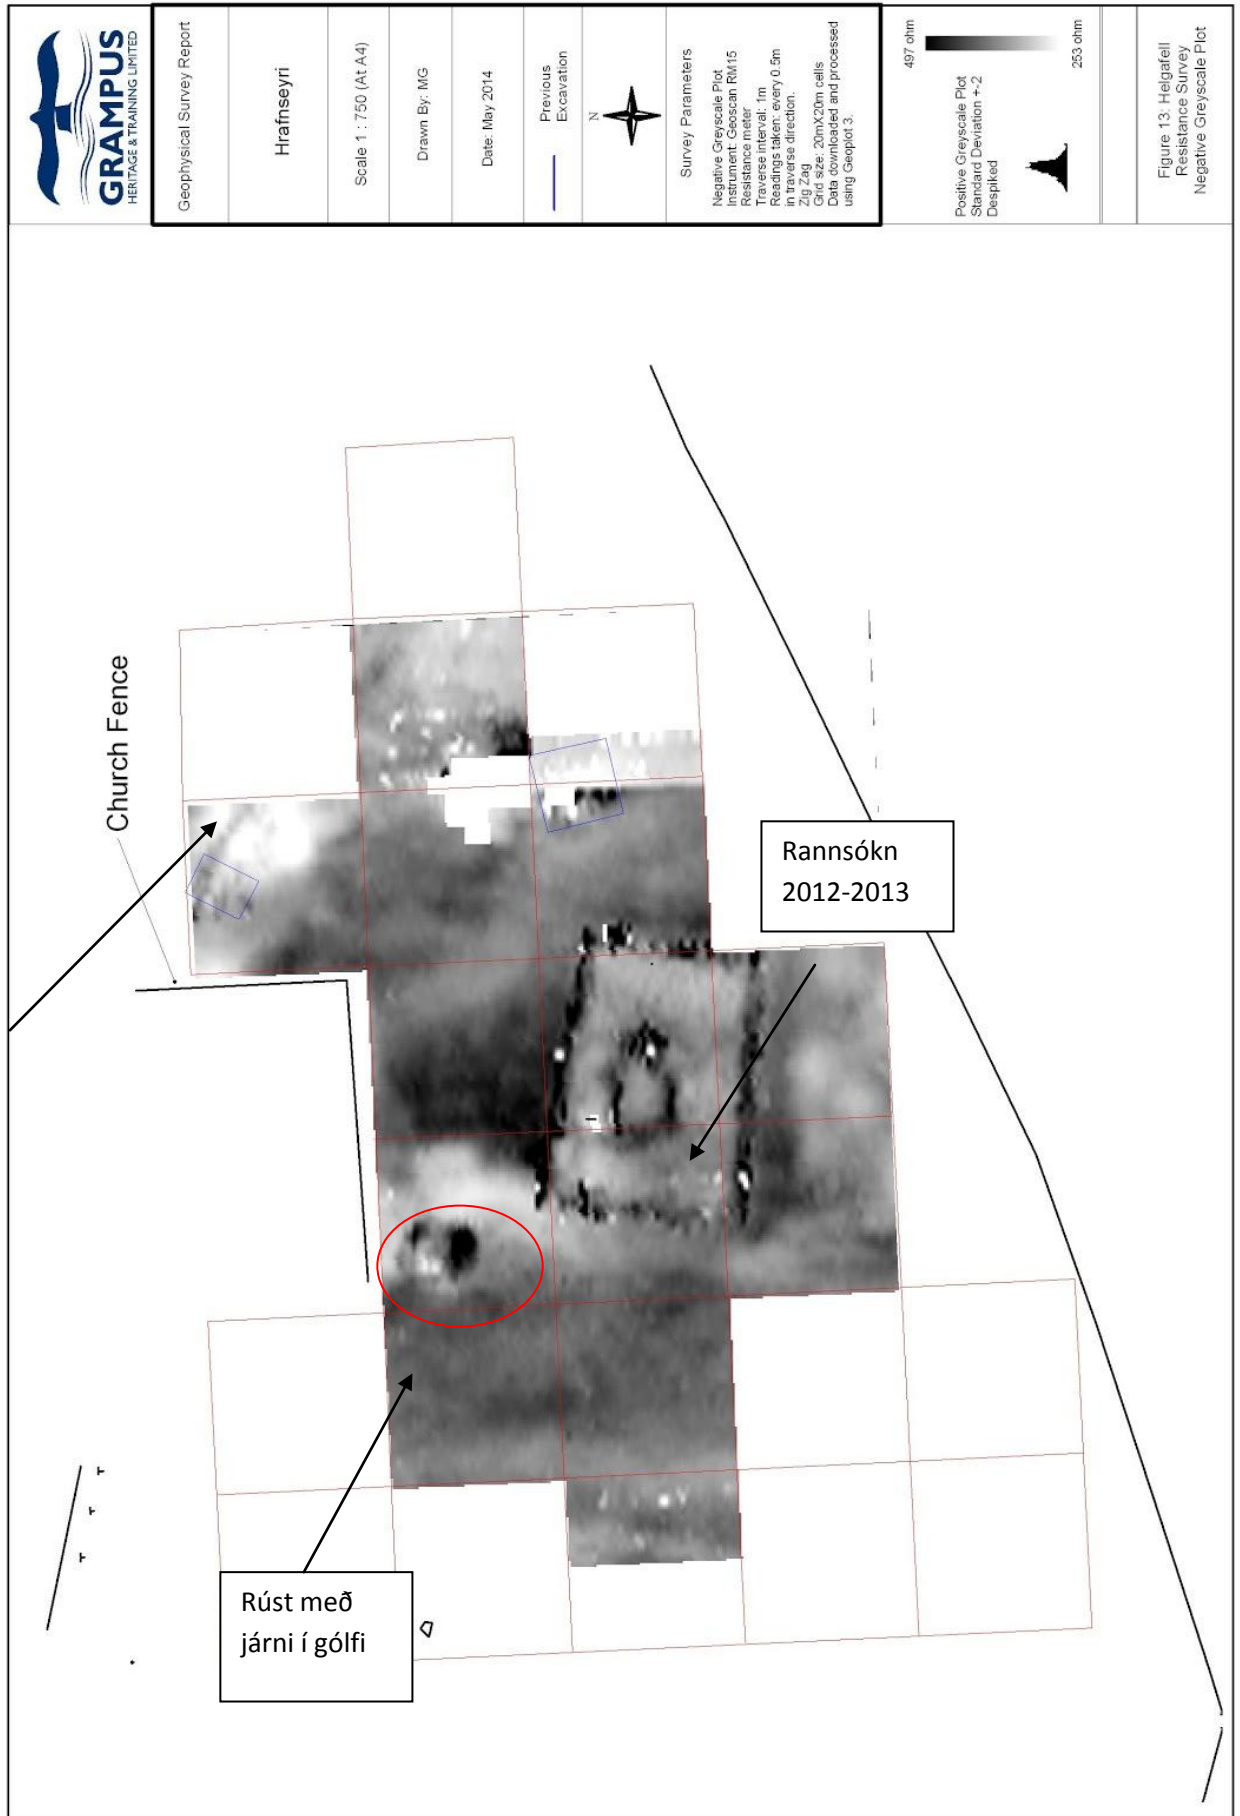 GRAMPUS
HERITAGE & TRAINING LIMITED
Geophysical Survey Report
Hrafnseyri
Scale 1 : 750 (At A4)
Drawn By: MG
Date: May 2014
Previous
Excavation
N
Survey Parameters
Negative Greyscale Plot
Instrument: Geoscan RM15
Resistance meter
Traverse interval: 1m
Readings taken: every 0.5m
in traverse direction.
Zig Zag
Grid size: 20mX20m cells
Data downloaded and processed
using Geoplot 3.
497 ohm
253 ohm
Positive Greyscale Plot
Standard Deviation +-2
Despiked
Figure 13: Helgafell
Resistance Survey
Negative Greyscale Plot
Church Fence
Rannsókn
2012-2013
Rúst með
járni í gólfi